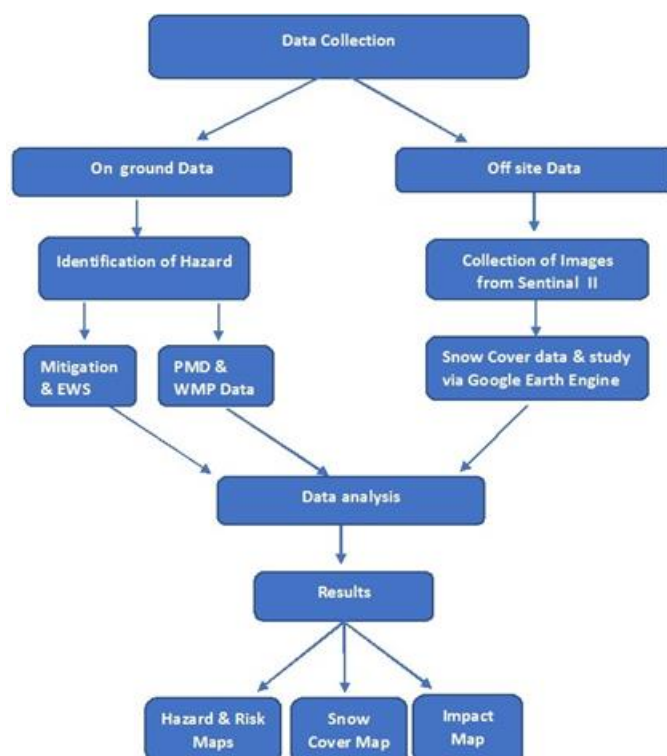 Data Collection
On ground Data
Off site Data
Identification of Hazard
Collection of Images
from Sentinal II
Mitigation
& EWS
PMD &
WMP Data
Snow Cover data & study
via Google Earth Engine
Data analysis
Results
Hazard & Risk
Maps
Snow
Cover Map
Impact
Map